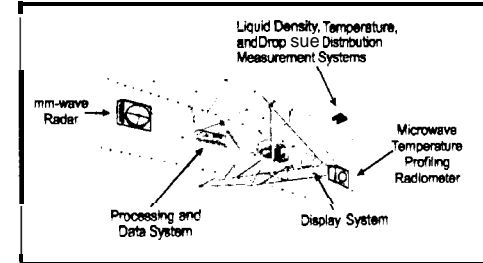 Liquid Density, Temperature,
and Drop sue Distribution
Measurement Systems
mm-wave
Radar
Microwave
Temperature
Profiling
Radiometer
Processing and
Data System
Display System